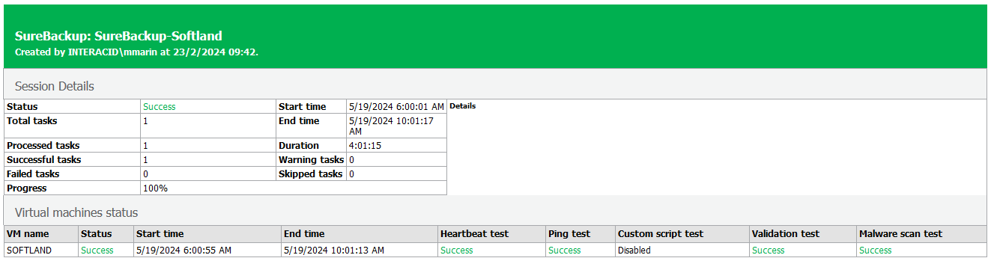 SureBackup: SureBackup-Softland
Created by INTERACID\mmarin at 23/2/2024 09:42.
Session Details
Status Success Start time 5/19/2024 6:00:01 AM Details
Total tasks 1 End time 5/19/2024 10:01:17 AM
Processed tasks 1 Duration 4:01:15
Successful tasks 1 Warning tasks 0
Failed tasks 0 Skipped tasks 0
Progress 100%
Virtual machines status
VM name Status Start time End time Heartbeat test Ping test Custom script test Validation test Malware scan test
SOFTLAND Success 5/19/2024 6:00:55 AM 5/19/2024 10:01:13 AM Success Success Disabled Success Success